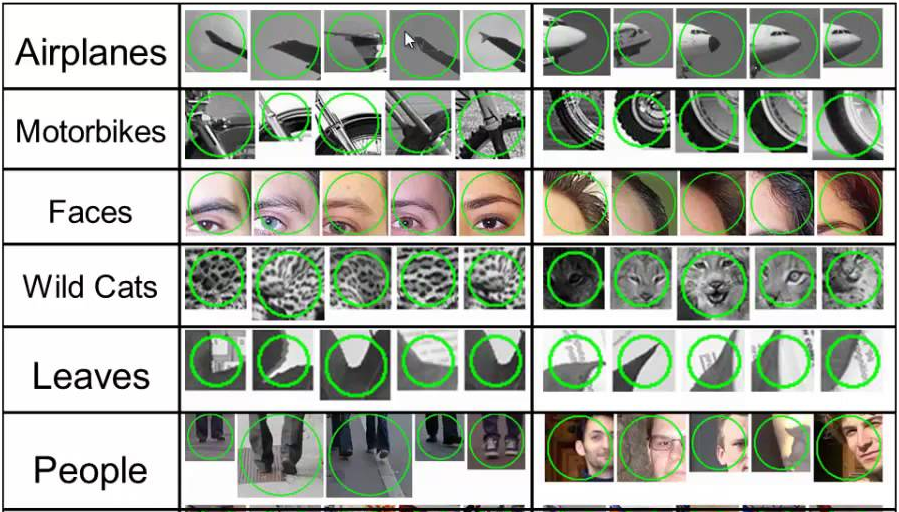 Airplanes
Motorbikes
Faces
Wild Cats
Leaves
People